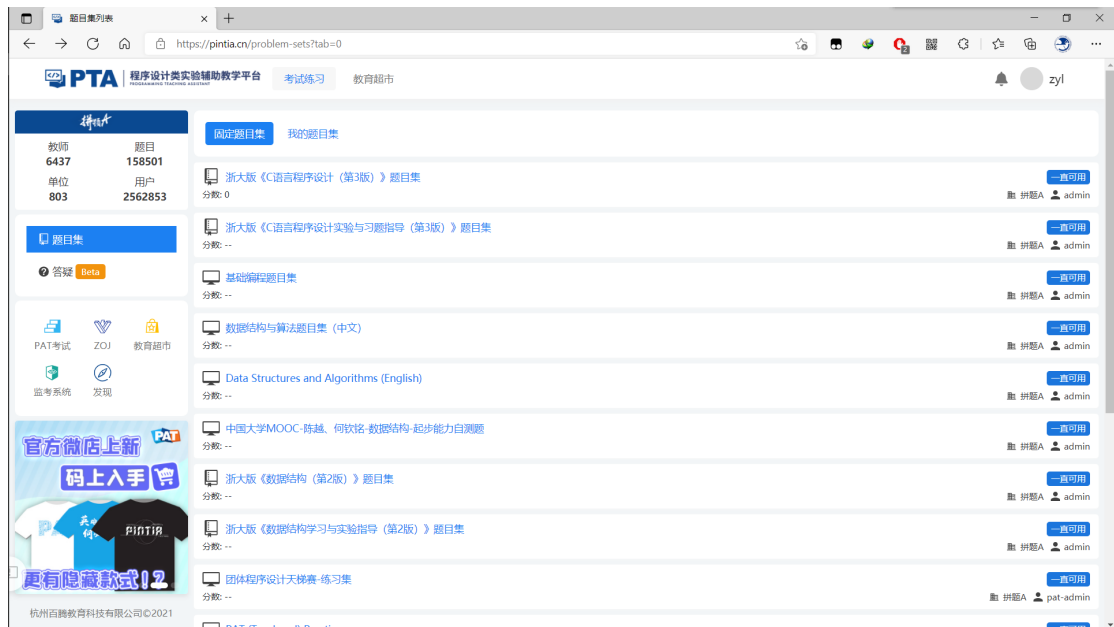 题目集列表
https://pintia.cn/problem-sets?tab=0
2
PTA 程序设计类实验辅助教学平台
PROGRAMMING TEACHING ASSISTANT
考试练习 教育超市
zyl
拼题A
教师 题目
6437 158501
单位 用户
803 2562853
题目集
答疑 Beta
PAT考试 ZOJ 教育超市
监考系统 发现
PAT
官方微店上新
码上入手
PINTIA
更有隐藏款式!?
杭州百腾教育科技有限公司©2021
固定题目集 我的题目集
浙大版《C语言程序设计（第3版）》题目集 一直可用
分数: 0 拼题A admin
浙大版《C语言程序设计实验与习题指导（第3版）》题目集 一直可用
分数: -- 拼题A admin
基础编程题目集 一直可用
分数: -- 拼题A admin
数据结构与算法题目集（中文） 一直可用
分数: -- 拼题A admin
Data Structures and Algorithms (English) 一直可用
分数: -- 拼题A admin
中国大学MOOC-陈越、何钦铭-数据结构-起步能力自测题 一直可用
分数: -- 拼题A admin
浙大版《数据结构（第2版）》题目集 一直可用
分数: -- 拼题A admin
浙大版《数据结构学习与实验指导（第2版）》题目集 一直可用
分数: -- 拼题A admin
团体程序设计天梯赛-练习集 一直可用
分数: -- 拼题A pat-admin